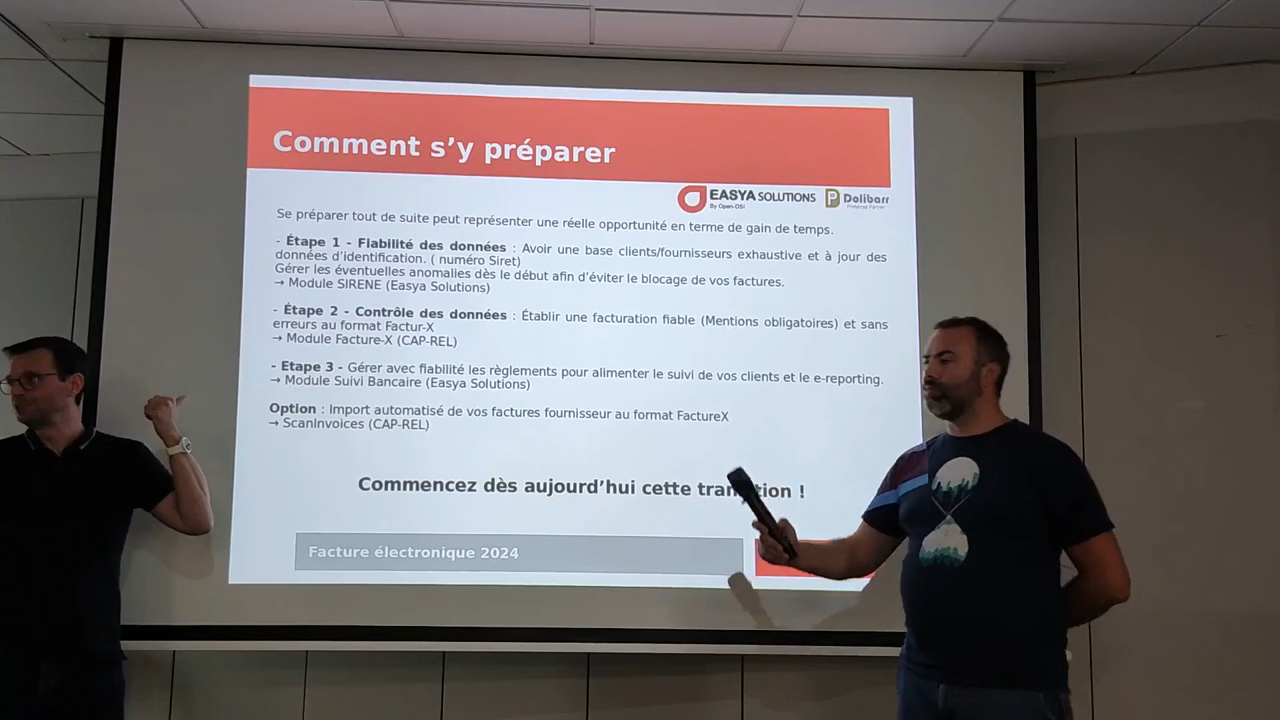 Comment s’y préparer
EASYA SOLUTIONS
By Open-DSI
Dolibarr
Preferred Partner
Se préparer tout de suite peut représenter une réelle opportunité en terme de gain de temps.
- Étape 1 - Fiabilité des données : Avoir une base clients/fournisseurs exhaustive et à jour des
données d’identification. ( numéro Siret)
Gérer les éventuelles anomalies dès le début afin d’éviter le blocage de vos factures.
→ Module SIRENE (Easya Solutions)
- Étape 2 - Contrôle des données : Établir une facturation fiable (Mentions obligatoires) et sans
erreurs au format Factur-X
→ Module Facture-X (CAP-REL)
- Etape 3 - Gérer avec fiabilité les règlements pour alimenter le suivi de vos clients et le e-reporting.
→ Module Suivi Bancaire (Easya Solutions)
Option : Import automatisé de vos factures fournisseur au format FactureX
→ ScanInvoices (CAP-REL)
Commencez dès aujourd’hui cette transition !
Facture électronique 2024